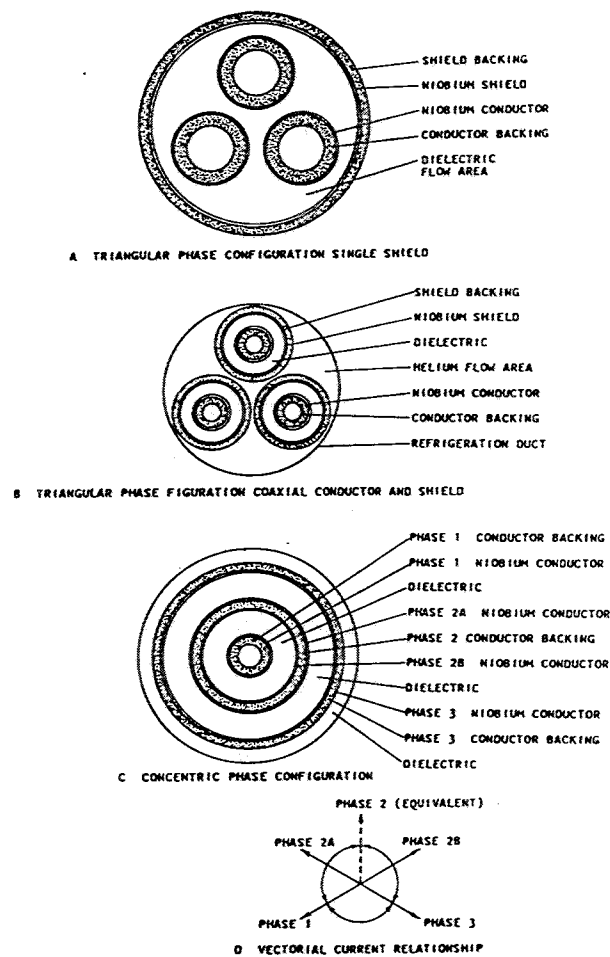 SHIELD BACKING
NIOBIUM SHIELD
NIOBIUM CONDUCTOR
CONDUCTOR BACKING
DIELECTRIC
FLOW AREA
A TRIANGULAR PHASE CONFIGURATION SINGLE SHIELD
SHIELD BACKING
NIOBIUM SHIELD
DIELECTRIC
HELIUM FLOW AREA
NIOBIUM CONDUCTOR
CONDUCTOR BACKING
REFRIGERATION DUCT
B TRIANGULAR PHASE FIGURATION COAXIAL CONDUCTOR AND SHIELD
PHASE 1 CONDUCTOR BACKING
PHASE 1 NIOBIUM CONDUCTOR
DIELECTRIC
PHASE 2A NIOBIUM CONDUCTOR
PHASE 2 CONDUCTOR BACKING
PHASE 2B NIOBIUM CONDUCTOR
DIELECTRIC
PHASE 3 NIOBIUM CONDUCTOR
PHASE 3 CONDUCTOR BACKING
DIELECTRIC
C CONCENTRIC PHASE CONFIGURATION
PHASE 2 (EQUIVALENT)
PHASE 2A
PHASE 2B
PHASE 1
PHASE 3
D VECTORIAL CURRENT RELATIONSHIP